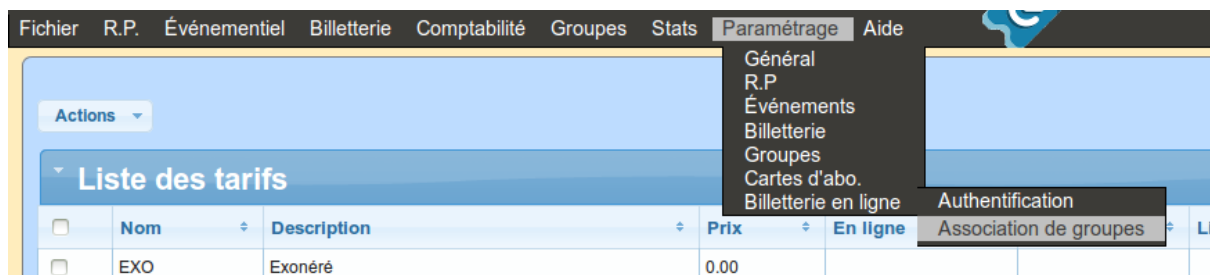 Fichier R.P. Événementiel Billetterie Comptabilité Groupes Stats Paramétrage Aide
Général
R.P
Événements
Billetterie
Groupes
Cartes d'abo.
Billetterie en ligne
Authentification
Association de groupes
Actions
Liste des tarifs
Nom Description Prix En ligne
EXO Exonéré 0.00